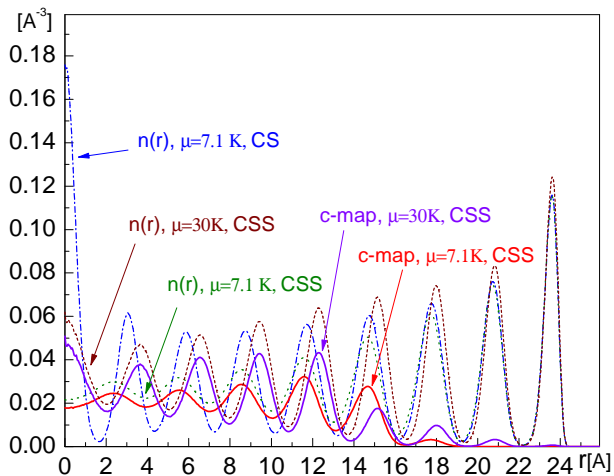 [A⁻³]
0.18
0.16
0.14
0.12
0.10
0.08
0.06
0.04
0.02
0.00
n(r), μ=7.1 K, CS
n(r), μ=30K, CSS
c-map, μ=30K, CSS
c-map, μ=7.1K, CSS
n(r), μ=7.1 K, CSS
0 2 4 6 8 10 12 14 16 18 20 22 24 r[A]